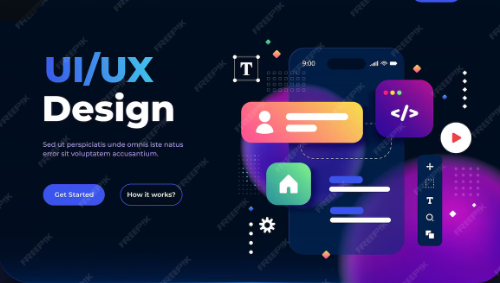 UI/UX
Design
Sed ut perspiciatis unde omnis iste natus
error sit voluptatem accusantium.
Get Started
How it works?
T
9:00
</>
T
FREEPIK